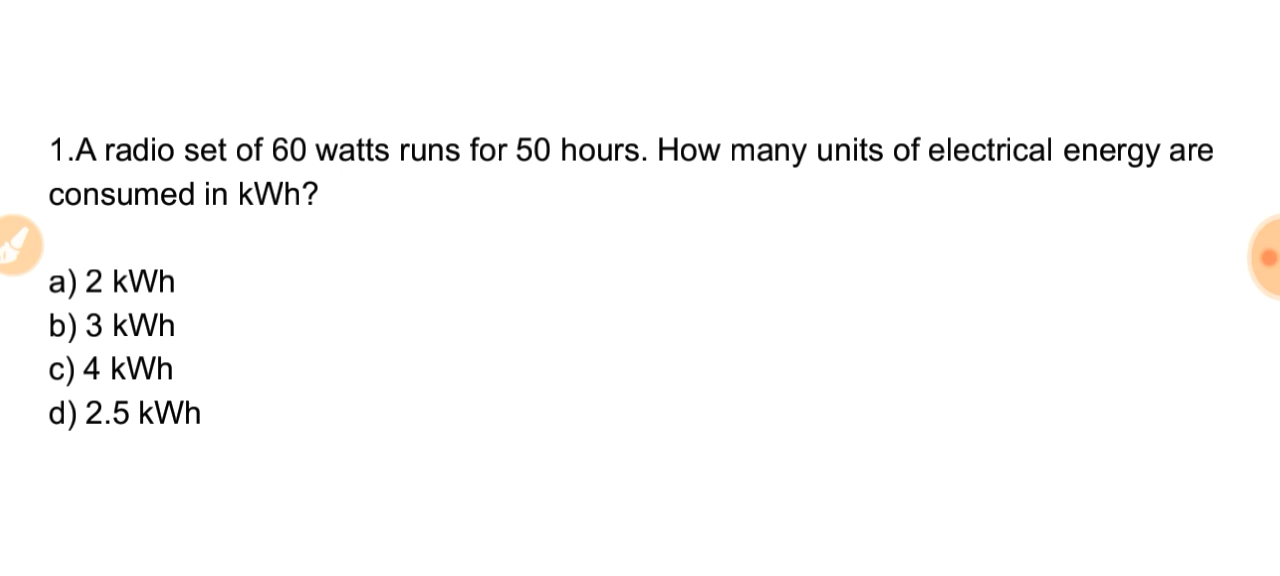 1.A radio set of 60 watts runs for 50 hours. How many units of electrical energy are
consumed in kWh?
a) 2 kWh
b) 3 kWh
c) 4 kWh
d) 2.5 kWh